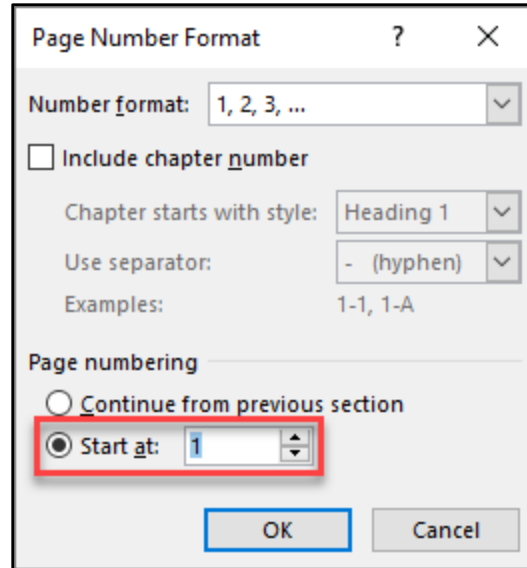 Page Number Format ? ×
Number format: 1, 2, 3, ...
Include chapter number
Chapter starts with style: Heading 1
Use separator: - (hyphen)
Examples: 1-1, 1-A
Page numbering
Continue from previous section
Start at: 1
OK Cancel